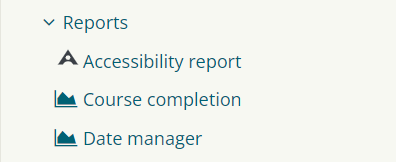 Reports
Accessibility report
Course completion
Date manager